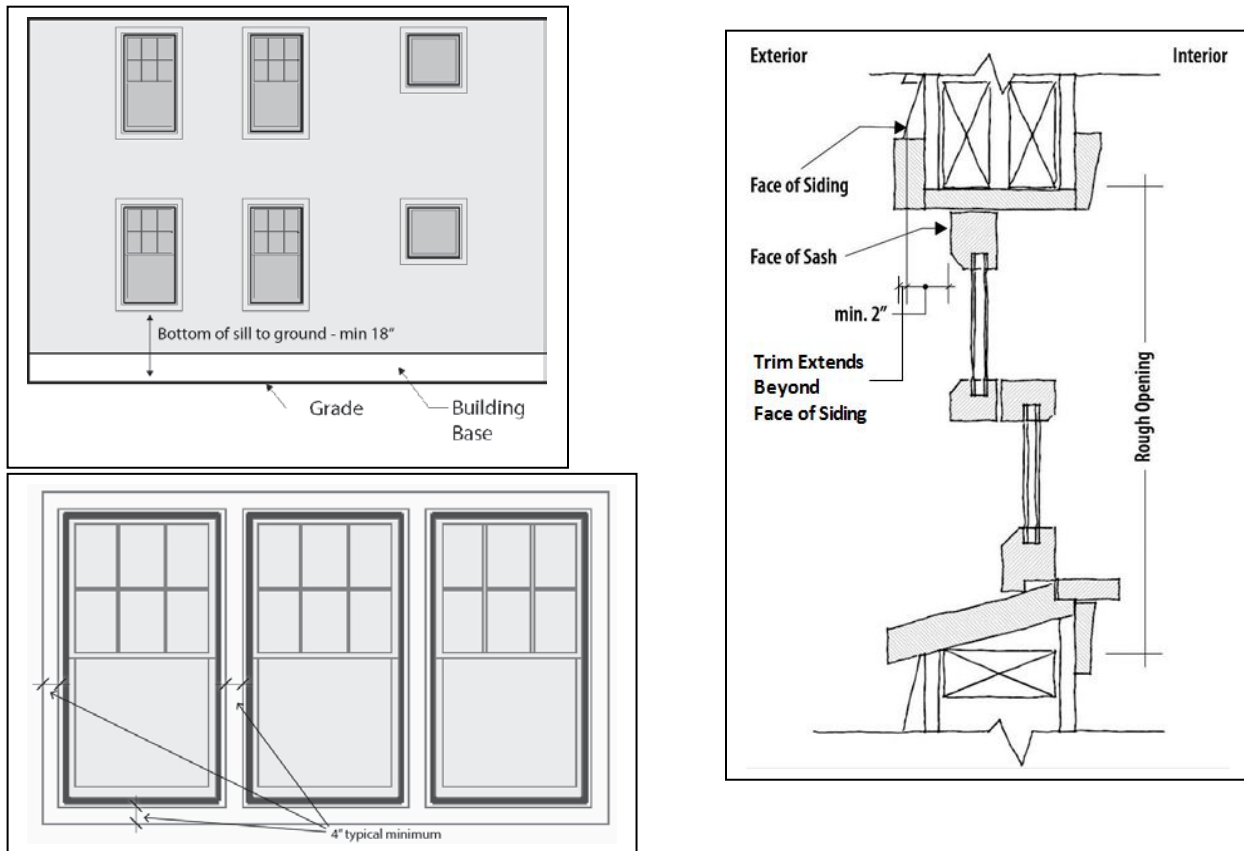 Bottom of sill to ground - min 18"
Grade
Building
Base
4" typical minimum
Exterior
Interior
Face of Siding
Face of Sash
min. 2"
Trim Extends
Beyond
Face of Siding
Rough Opening